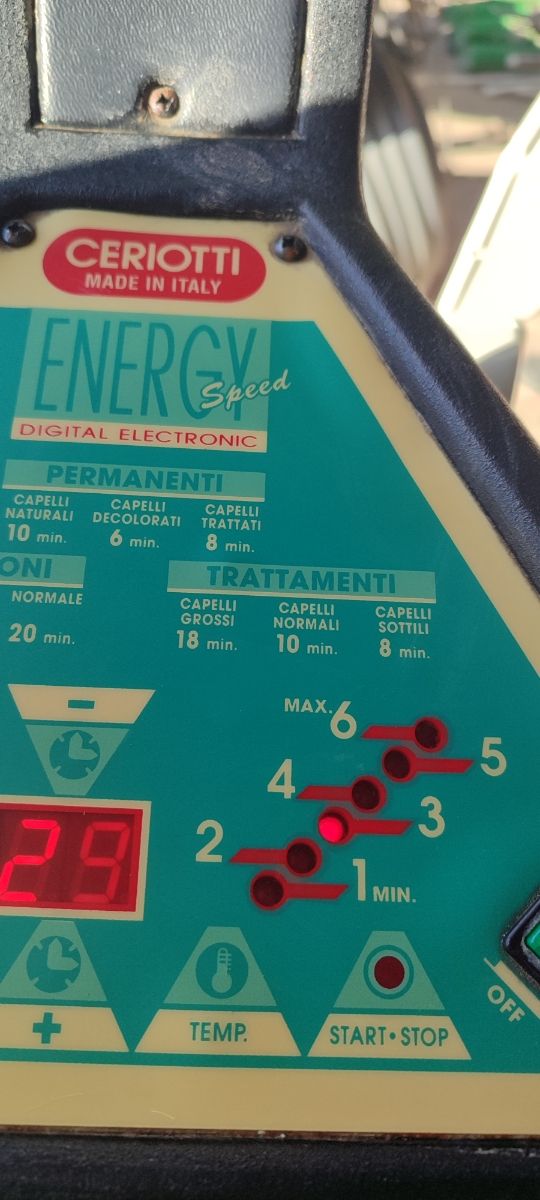 CERIOTTI
MADE IN ITALY
ENERGY
Speed
DIGITAL ELECTRONIC
PERMANENTI
CAPELLI NATURALI
10 min.
CAPELLI DECOLORATI
6 min.
CAPELLI TRATTATI
8 min.
ONI
NORMALE
20 min.
TRATTAMENTI
CAPELLI GROSSI
18 min.
CAPELLI NORMALI
10 min.
CAPELLI SOTTILI
8 min.
-
MAX. 6
5
4
3
2
1 MIN.
+
TEMP.
START•STOP
OFF